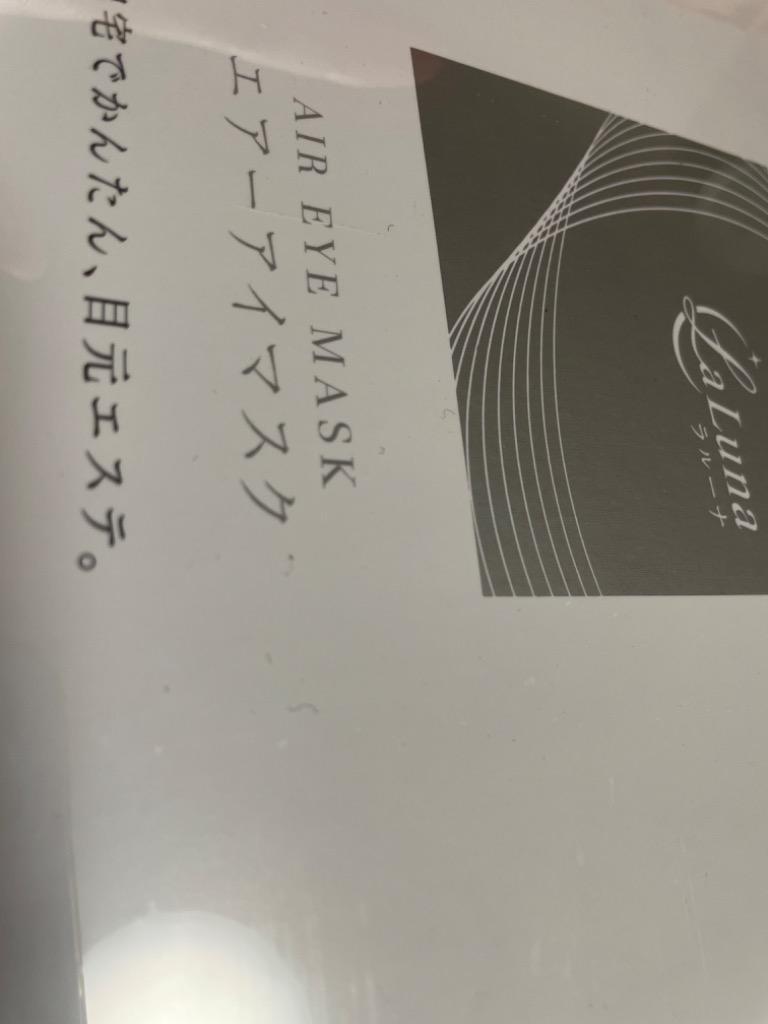 La Luna
ラルーナ
AIR EYE MASK
エアーアイマスク
宅でかんたん、目元エステ。